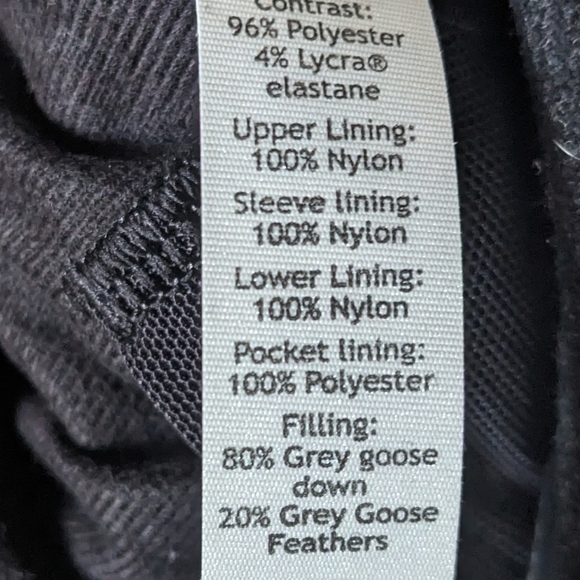 Contrast:
96% Polyester
4% Lycra®
elastane
Upper Lining:
100% Nylon
Sleeve lining:
100% Nylon
Lower Lining:
100% Nylon
Pocket lining:
100% Polyester
Filling:
80% Grey goose
down
20% Grey Goose
Feathers